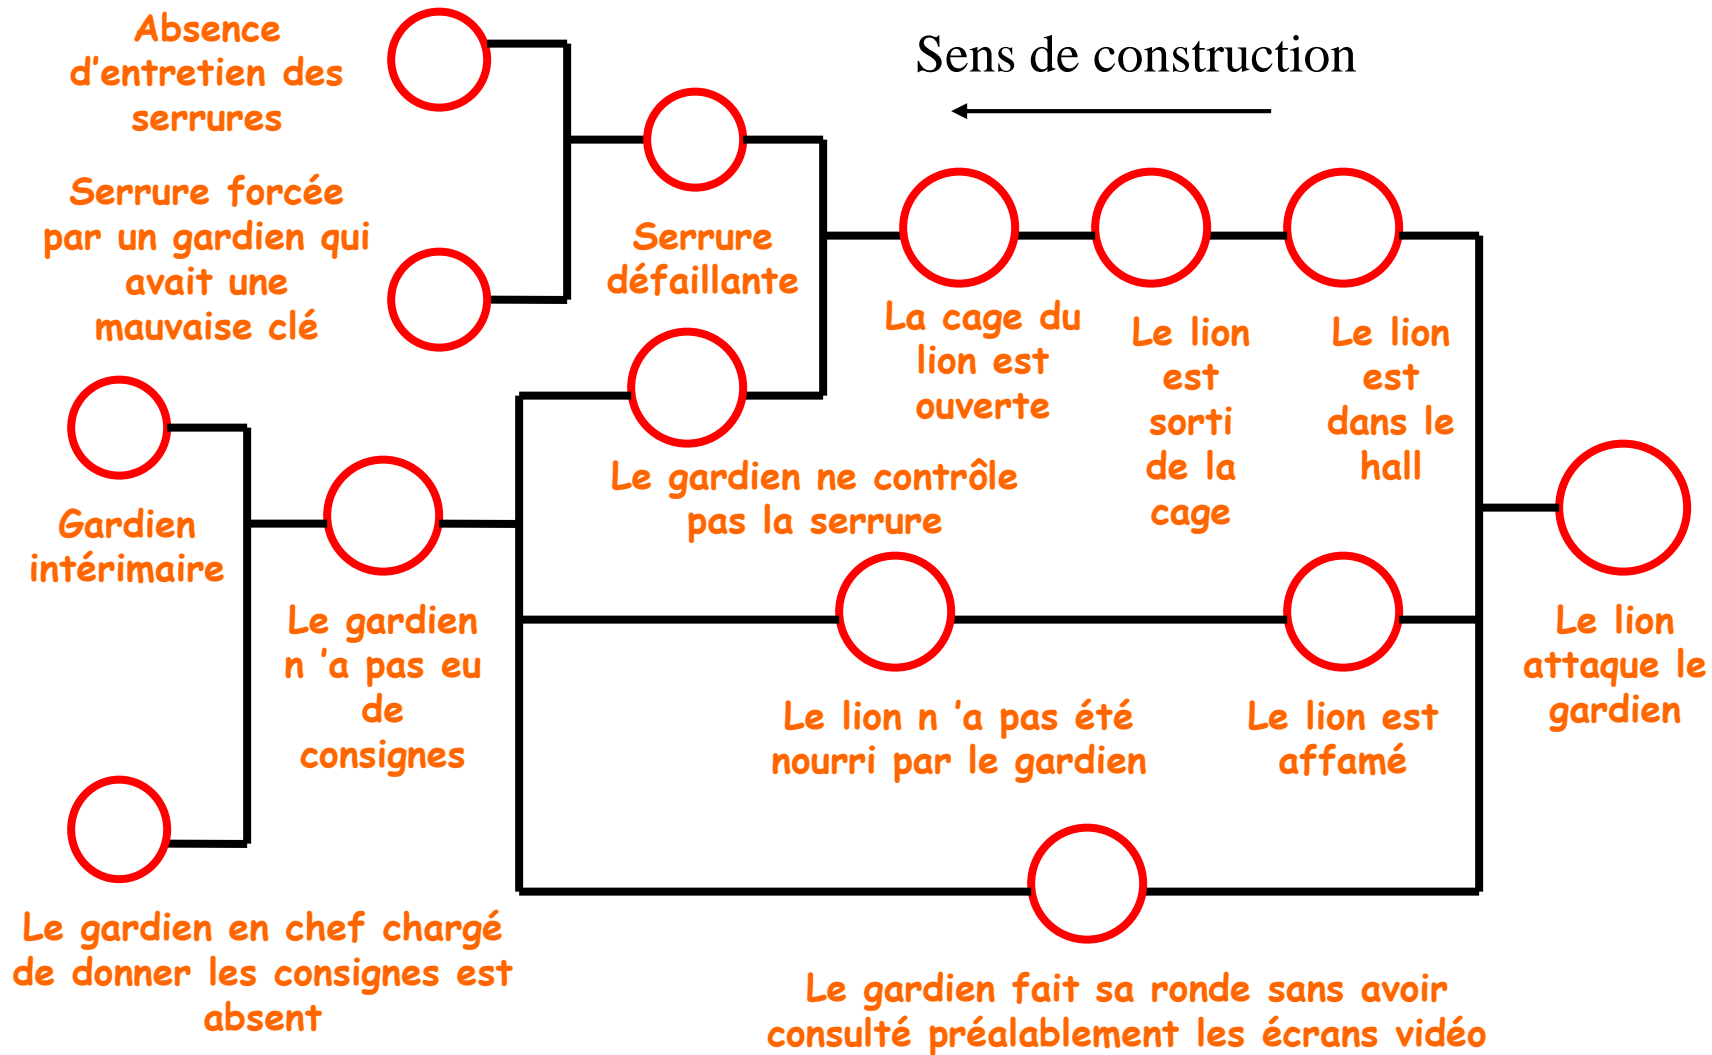 Absence
d’entretien des
serrures
Sens de construction
Serrure forcée
par un gardien qui
avait une
mauvaise clé
Serrure
défaillante
La cage du
lion est
ouverte
Le lion
est
sorti
de la
cage
Le lion
est
dans le
hall
Le gardien ne contrôle
pas la serrure
Gardien
intérimaire
Le gardien
n ’a pas eu
de
consignes
Le lion n ’a pas été
nourri par le gardien
Le lion est
affamé
Le lion
attaque le
gardien
Le gardien en chef chargé
de donner les consignes est
absent
Le gardien fait sa ronde sans avoir
consulté préalablement les écrans vidéo